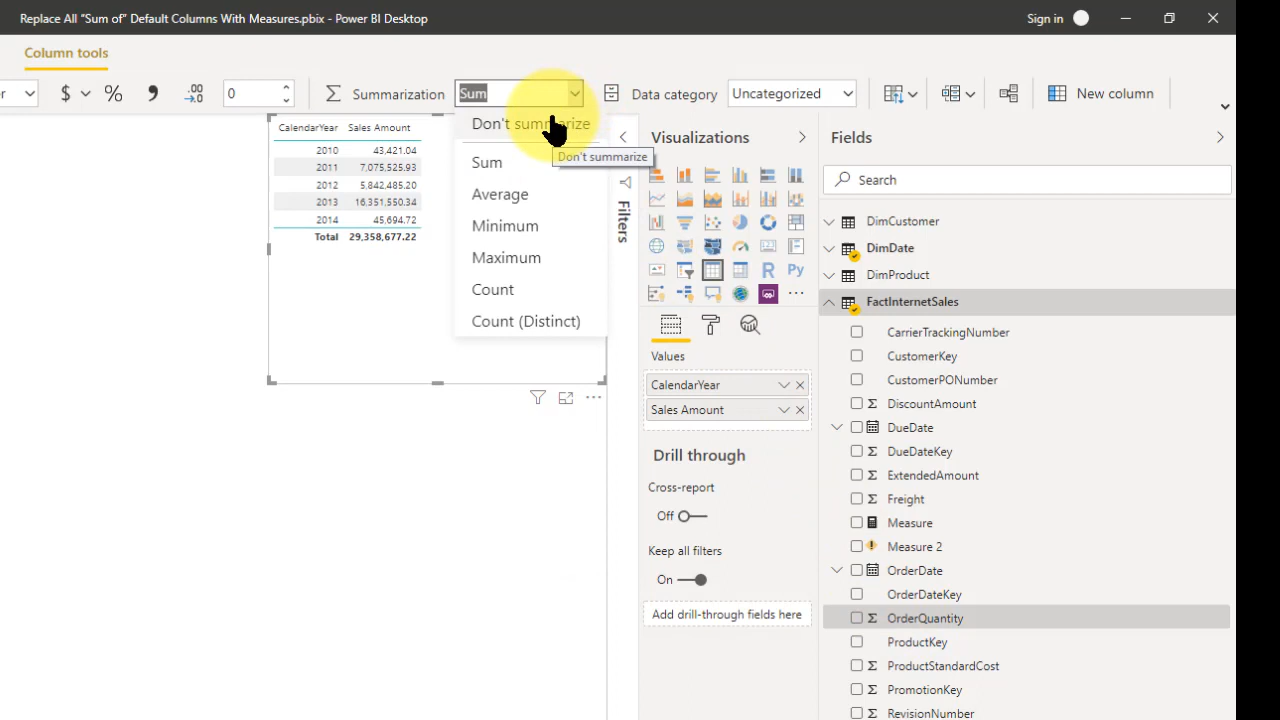 Replace All "Sum of" Default Columns With Measures.pbix - Power BI Desktop
Sign in
Column tools
r
$
%
.00
0
Summarization
Sum
Data category
Uncategorized
New column
Don't summarize
Don't summarize
Sum
Average
Minimum
Maximum
Count
Count (Distinct)
CalendarYear Sales Amount
2010 43,421.04
2011 7,075,525.93
2012 5,842,485.20
2013 16,351,550.34
2014 45,694.72
Total 29,358,677.22
Filters
Visualizations
R
Py
Values
CalendarYear
Sales Amount
Drill through
Cross-report
Off
Keep all filters
On
Add drill-through fields here
Fields
Search
DimCustomer
DimDate
DimProduct
FactInternetSales
CarrierTrackingNumber
CustomerKey
CustomerPONumber
DiscountAmount
DueDate
DueDateKey
ExtendedAmount
Freight
Measure
Measure 2
OrderDate
OrderDateKey
OrderQuantity
ProductKey
ProductStandardCost
PromotionKey
RevisionNumber